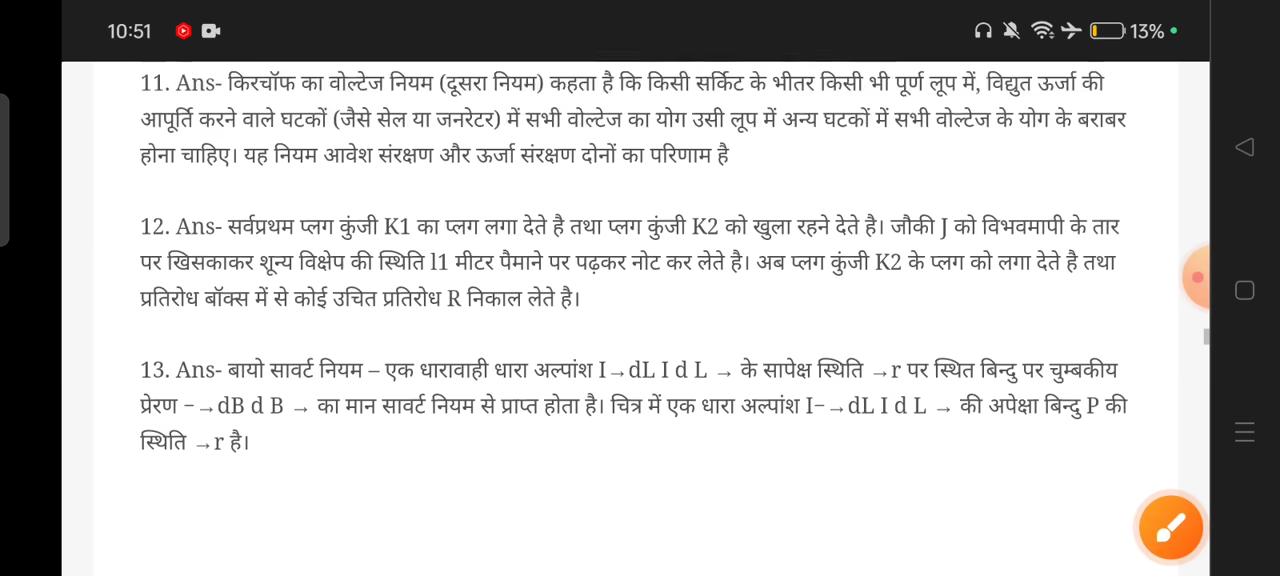 10:51
13%
11. Ans- किरचॉफ का वोल्टेज नियम (दूसरा नियम) कहता है कि किसी सर्किट के भीतर किसी भी पूर्ण लूप में, विद्युत ऊर्जा की
आपूर्ति करने वाले घटकों (जैसे सेल या जनरेटर) में सभी वोल्टेज का योग उसी लूप में अन्य घटकों में सभी वोल्टेज के योग के बराबर
होना चाहिए। यह नियम आवेश संरक्षण और ऊर्जा संरक्षण दोनों का परिणाम है
12. Ans- सर्वप्रथम प्लग कुंजी K1 का प्लग लगा देते है तथा प्लग कुंजी K2 को खुला रहने देते है। जौकी J को विभवमापी के तार
पर खिसकाकर शून्य विक्षेप की स्थिति l1 मीटर पैमाने पर पढ़कर नोट कर लेते है। अब प्लग कुंजी K2 के प्लग को लगा देते है तथा
प्रतिरोध बॉक्स में से कोई उचित प्रतिरोध R निकाल लेते है।
13. Ans- बायो सावर्ट नियम – एक धारावाही धारा अल्पांश I→dL I d L → के सापेक्ष स्थिति →r पर स्थित बिन्दु पर चुम्बकीय
प्रेरण −→dB d B → का मान सावर्ट नियम से प्राप्त होता है। चित्र में एक धारा अल्पांश I−→dL I d L → की अपेक्षा बिन्दु P की
स्थिति →r है।